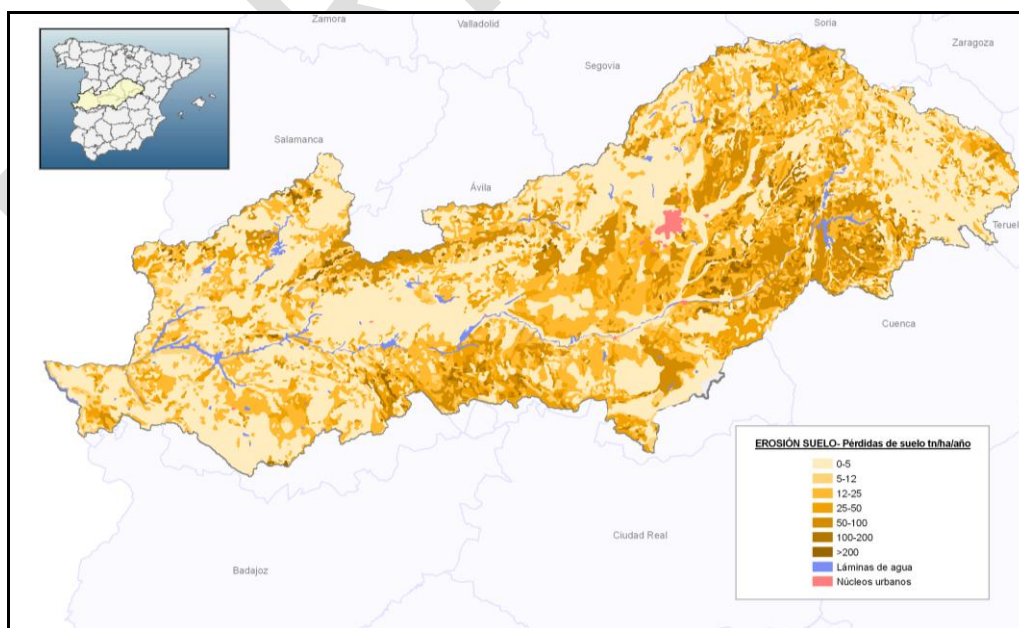 Zamora
Valladolid
Soria
Zaragoza
Segovia
Salamanca
Ávila
Teruel
Cuenca
EROSIÓN SUELO- Pérdidas de suelo tn/ha/año
0-5
5-12
12-25
25-50
50-100
100-200
>200
Láminas de agua
Núcleos urbanos
Ciudad Real
Badajoz